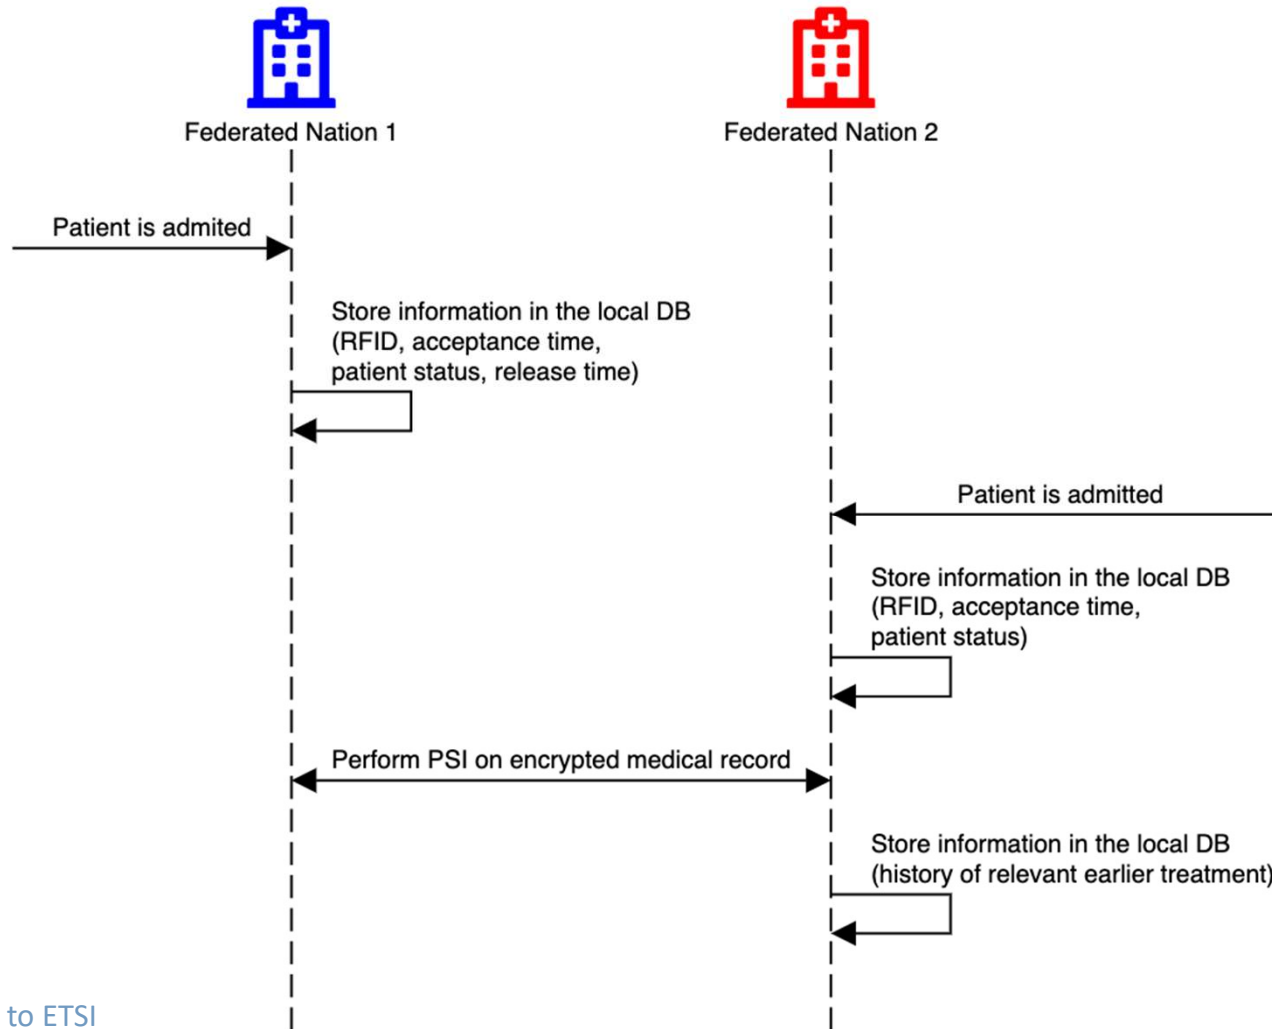 Federated Nation 1
Federated Nation 2
Patient is admited
Store information in the local DB
(RFID, acceptance time,
patient status, release time)
Patient is admitted
Store information in the local DB
(RFID, acceptance time,
patient status)
Perform PSI on encrypted medical record
Store information in the local DB
(history of relevant earlier treatment)
to ETSI